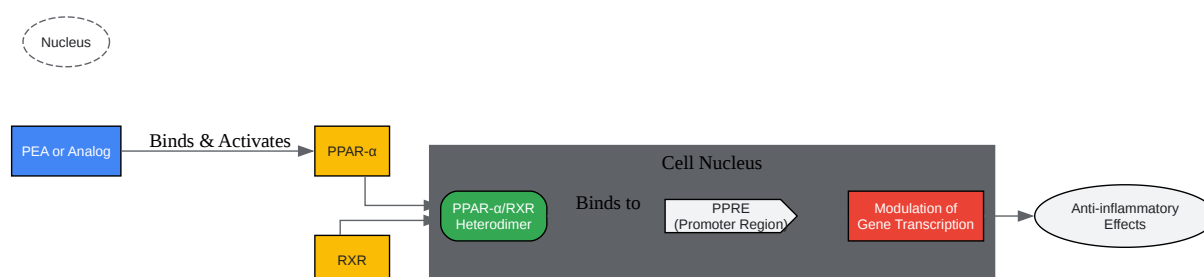 Nucleus
PEA or Analog
Binds & Activates
PPAR-α
Cell Nucleus
PPAR-α/RXR
Heterodimer
Binds to
PPRE
(Promoter Region)
Modulation of
Gene Transcription
Anti-inflammatory
Effects
RXR